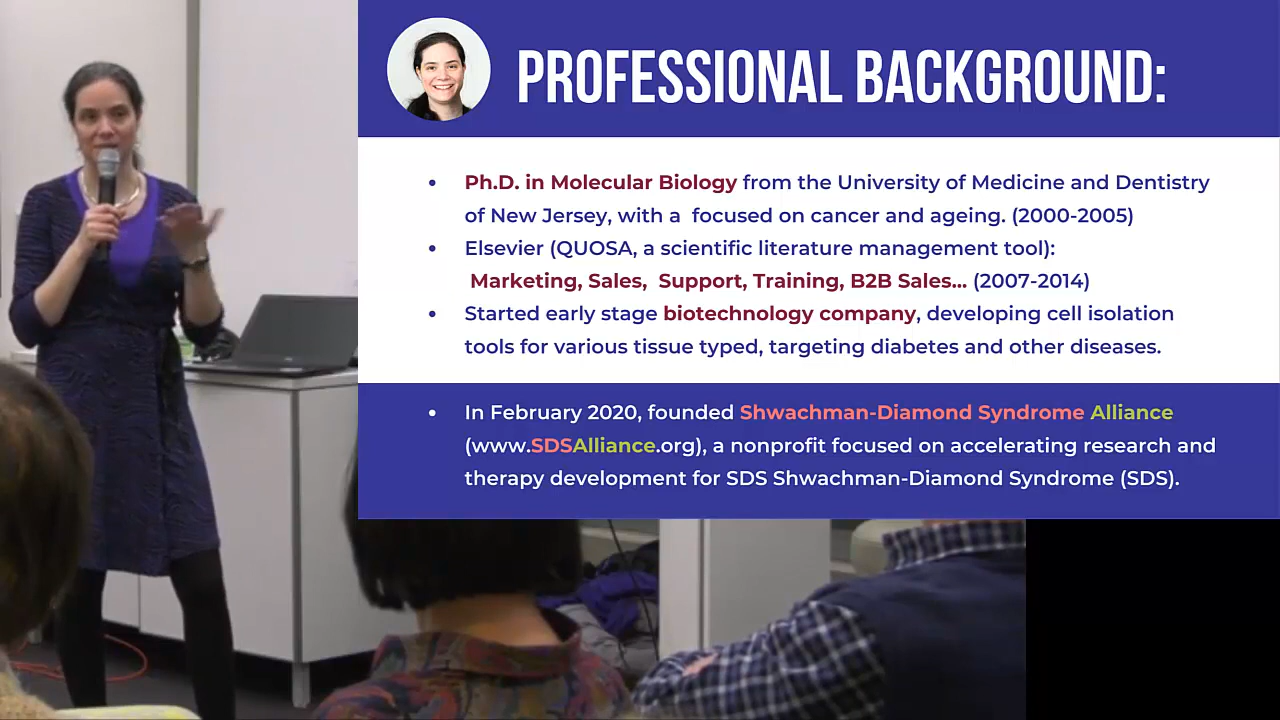 PROFESSIONAL BACKGROUND:
• Ph.D. in Molecular Biology from the University of Medicine and Dentistry
of New Jersey, with a focused on cancer and ageing. (2000-2005)
• Elsevier (QUOSA, a scientific literature management tool):
Marketing, Sales, Support, Training, B2B Sales... (2007-2014)
• Started early stage biotechnology company, developing cell isolation
tools for various tissue typed, targeting diabetes and other diseases.
• In February 2020, founded Shwachman-Diamond Syndrome Alliance
(www.SDSAlliance.org), a nonprofit focused on accelerating research and
therapy development for SDS Shwachman-Diamond Syndrome (SDS).